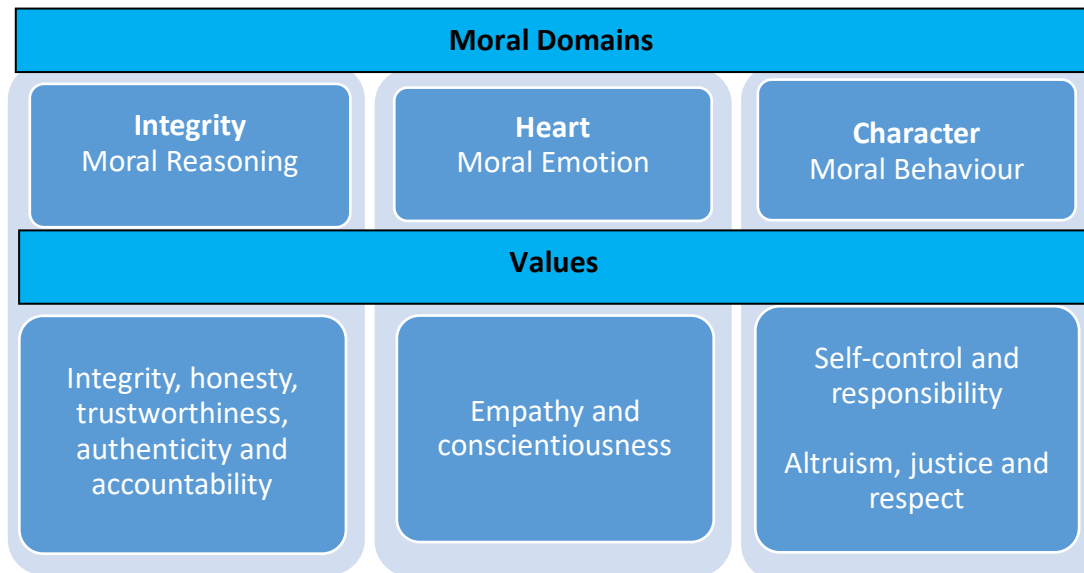 Moral Domains
Integrity
Moral Reasoning
Heart
Moral Emotion
Character
Moral Behaviour
Values
Integrity, honesty,
trustworthiness,
authenticity and
accountability
Empathy and
conscientiousness
Self-control and
responsibility
Altruism, justice and
respect